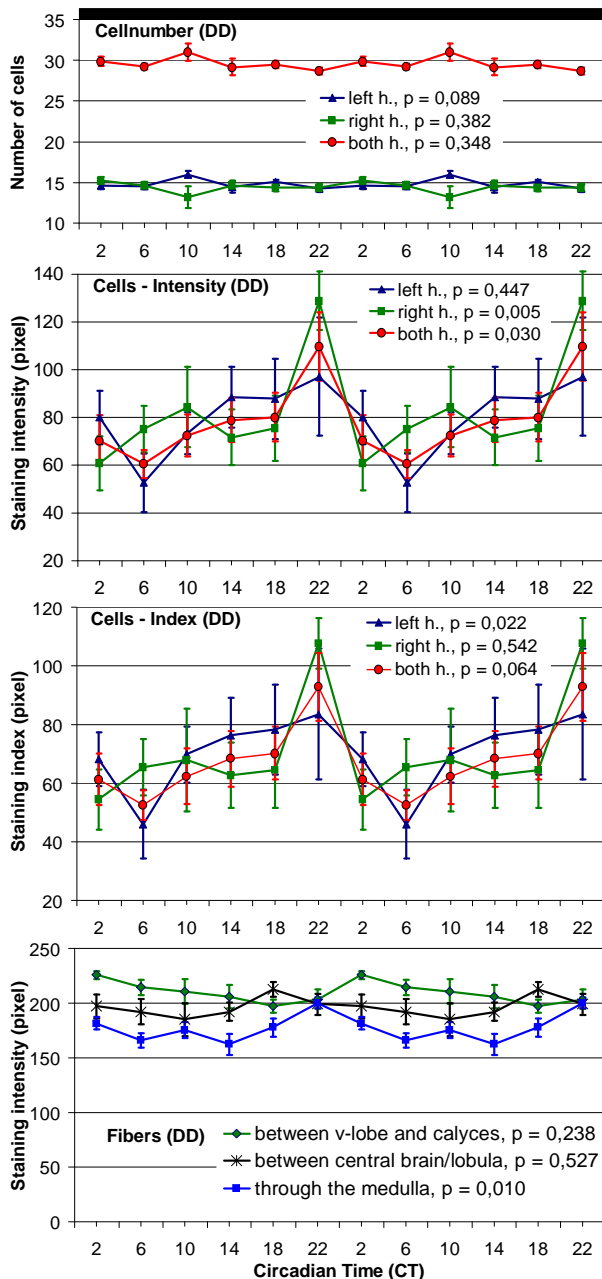 Cellnumber (DD)
Number of cells
35
30
25
20
15
10
left h., p = 0,089
right h., p = 0,382
both h., p = 0,348
2 6 10 14 18 22 2 6 10 14 18 22
Cells - Intensity (DD)
Staining intensity (pixel)
140
120
100
80
60
40
20
left h., p = 0,447
right h., p = 0,005
both h., p = 0,030
2 6 10 14 18 22 2 6 10 14 18 22
Cells - Index (DD)
Staining index (pixel)
120
100
80
60
40
20
left h., p = 0,022
right h., p = 0,542
both h., p = 0,064
2 6 10 14 18 22 2 6 10 14 18 22
Staining intensity (pixel)
250
200
150
100
50
0
Fibers (DD)
between v-lobe and calyces, p = 0,238
between central brain/lobula, p = 0,527
through the medulla, p = 0,010
2 6 10 14 18 22 2 6 10 14 18 22
Circadian Time (CT)